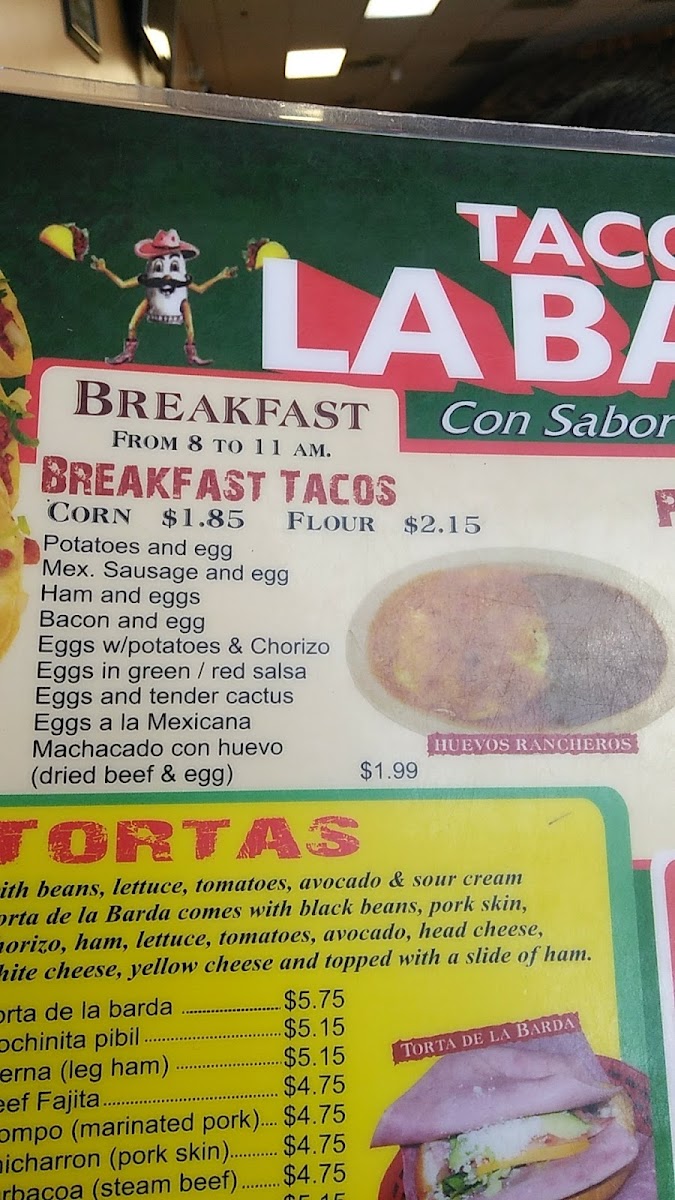 TACO
LA BA
Con Sabor
BREAKFAST
FROM 8 TO 11 AM.
BREAKFAST TACOS
CORN $1.85 FLOUR $2.15
Potatoes and egg
Mex. Sausage and egg
Ham and eggs
Bacon and egg
Eggs w/potatoes & Chorizo
Eggs in green / red salsa
Eggs and tender cactus
Eggs a la Mexicana
Machacado con huevo
(dried beef & egg) $1.99
HUEVOS RANCHEROS
TORTAS
ith beans, lettuce, tomatoes, avocado & sour cream
orta de la Barda comes with black beans, pork skin,
horizo, ham, lettuce, tomatoes, avocado, head cheese,
hite cheese, yellow cheese and topped with a slide of ham.
orta de la barda $5.75
ochinita pibil $5.15
erna (leg ham) $5.15
eef Fajita $4.75
ompo (marinated pork) $4.75
hicharron (pork skin) $4.75
rbacoa (steam beef) $4.75
TORTA DE LA BARDA